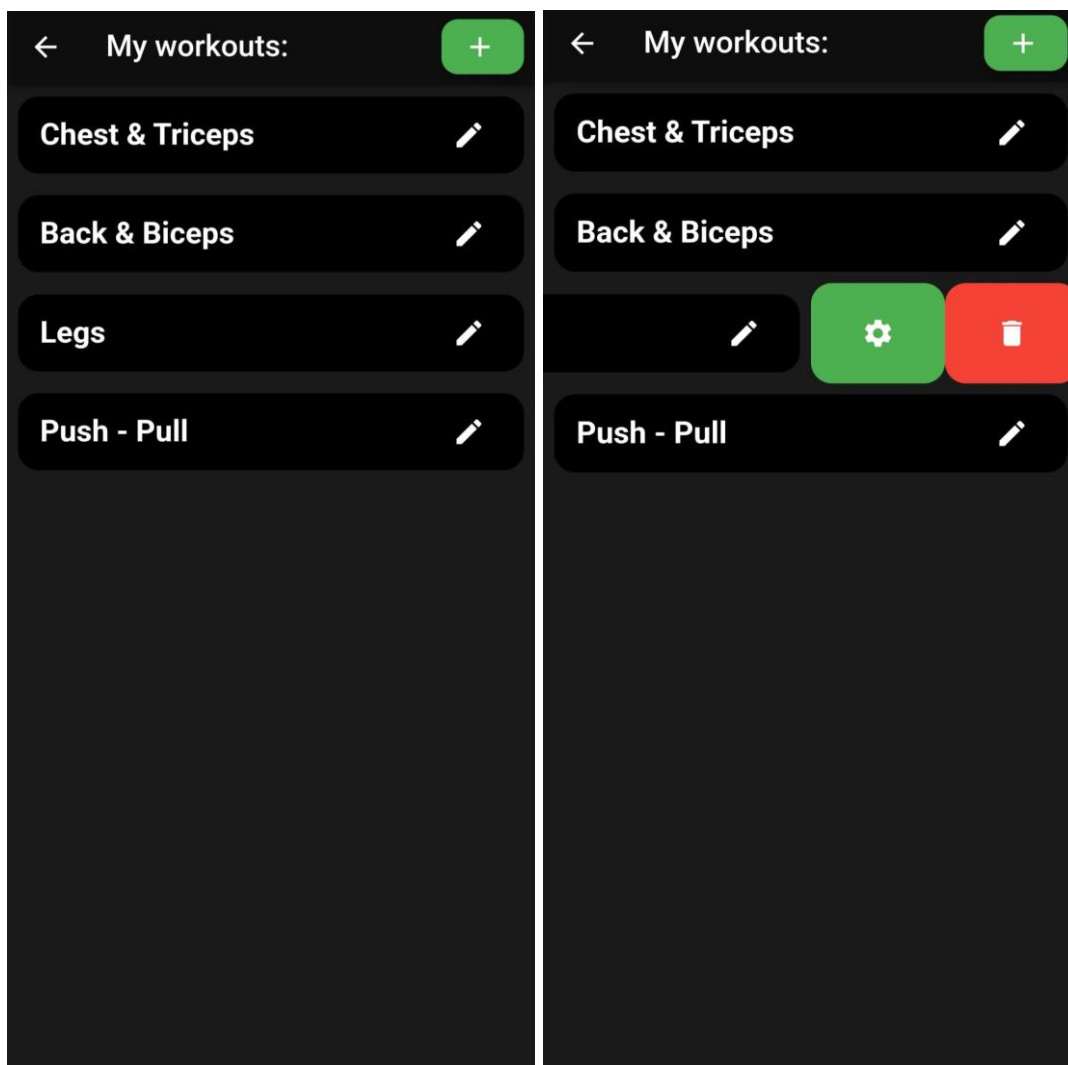 My workouts:
Chest & Triceps
Back & Biceps
Legs
Push - Pull
My workouts:
Chest & Triceps
Back & Biceps
Push - Pull